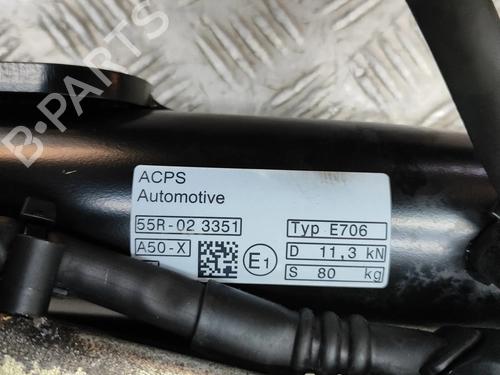 B-PARTS
ACPS
Automotive
55R-02 3351 Typ E706
A50-X E1 D 11,3 kN
S 80 kg